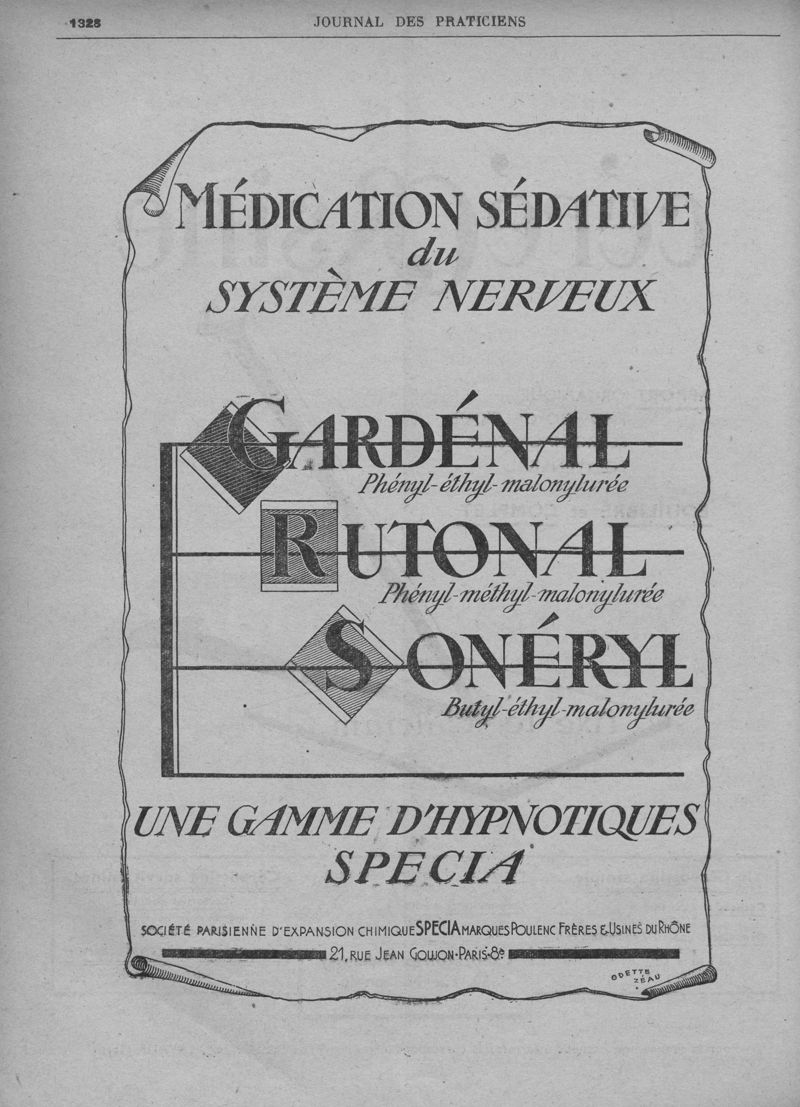 1328
JOURNAL DES PRATICIENS
MÉDICATION SÉDATIVE
du
SYSTÈME NERVEUX
GARDÉNAL
Phényl-éthyl-malonylurée
RUTONAL
Phényl-méthyl-malonylurée
SONÉRYL
Butyl-éthyl-malonylurée
UNE GAMME D'HYPNOTIQUES
SPECIA
SOCIÉTÉ PARISIENNE D'EXPANSION CHIMIQUE SPECIA MARQUES POULENC FRÈRES & USINES DU RHÔNE
21, RUE JEAN GOUJON·PARIS·8e
ODETTE
ZÉAU